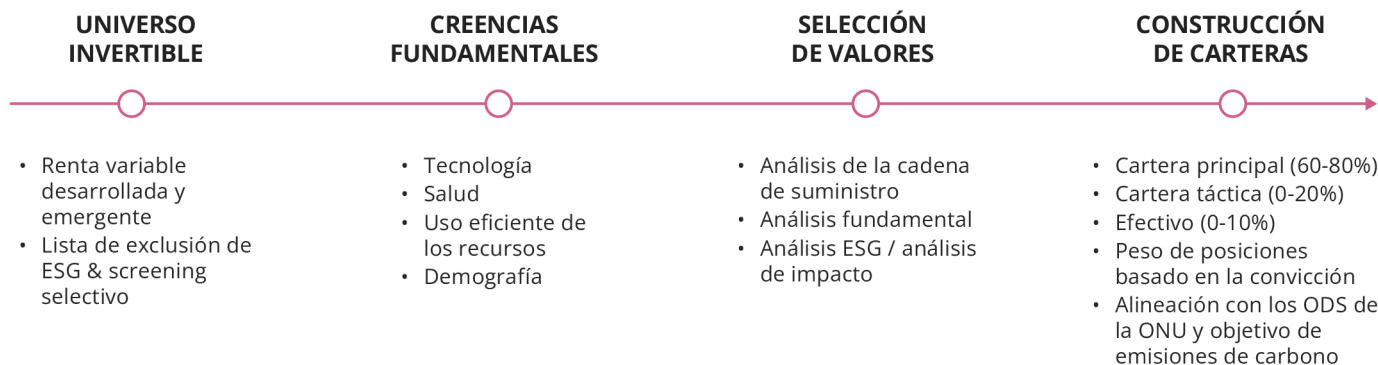 UNIVERSO
INVERTIBLE
• Renta variable
desarrollada y
emergente
• Lista de exclusión de
ESG & screening
selectivo
CREENCIAS
FUNDAMENTALES
• Tecnología
• Salud
• Uso eficiente de
los recursos
• Demografía
SELECCIÓN
DE VALORES
• Análisis de la cadena
de suministro
• Análisis fundamental
• Análisis ESG / análisis
de impacto
CONSTRUCCIÓN
DE CARTERAS
• Cartera principal (60-80%)
• Cartera táctica (0-20%)
• Efectivo (0-10%)
• Peso de posiciones
basado en la convicción
• Alineación con los ODS de
la ONU y objetivo de
emisiones de carbono